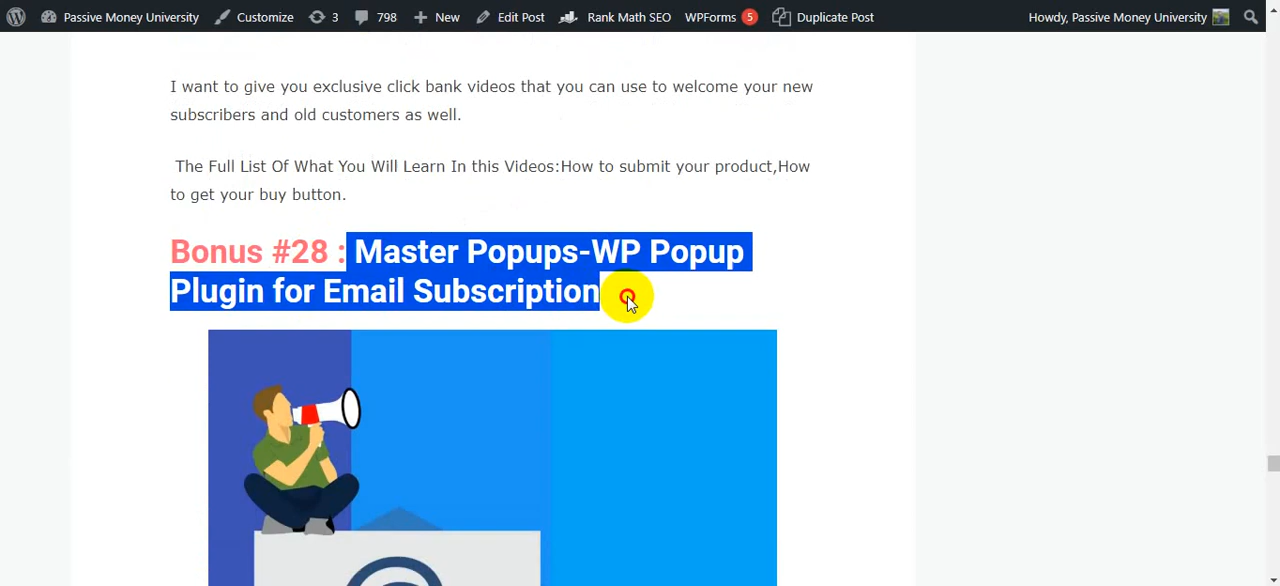 Passive Money University Customize 3 798 New Edit Post Rank Math SEO WPForms 5 Duplicate Post Howdy, Passive Money University
I want to give you exclusive click bank videos that you can use to welcome your new
subscribers and old customers as well.
The Full List Of What You Will Learn In this Videos:How to submit your product,How
to get your buy button.
Bonus #28 : Master Popups-WP Popup
Plugin for Email Subscription